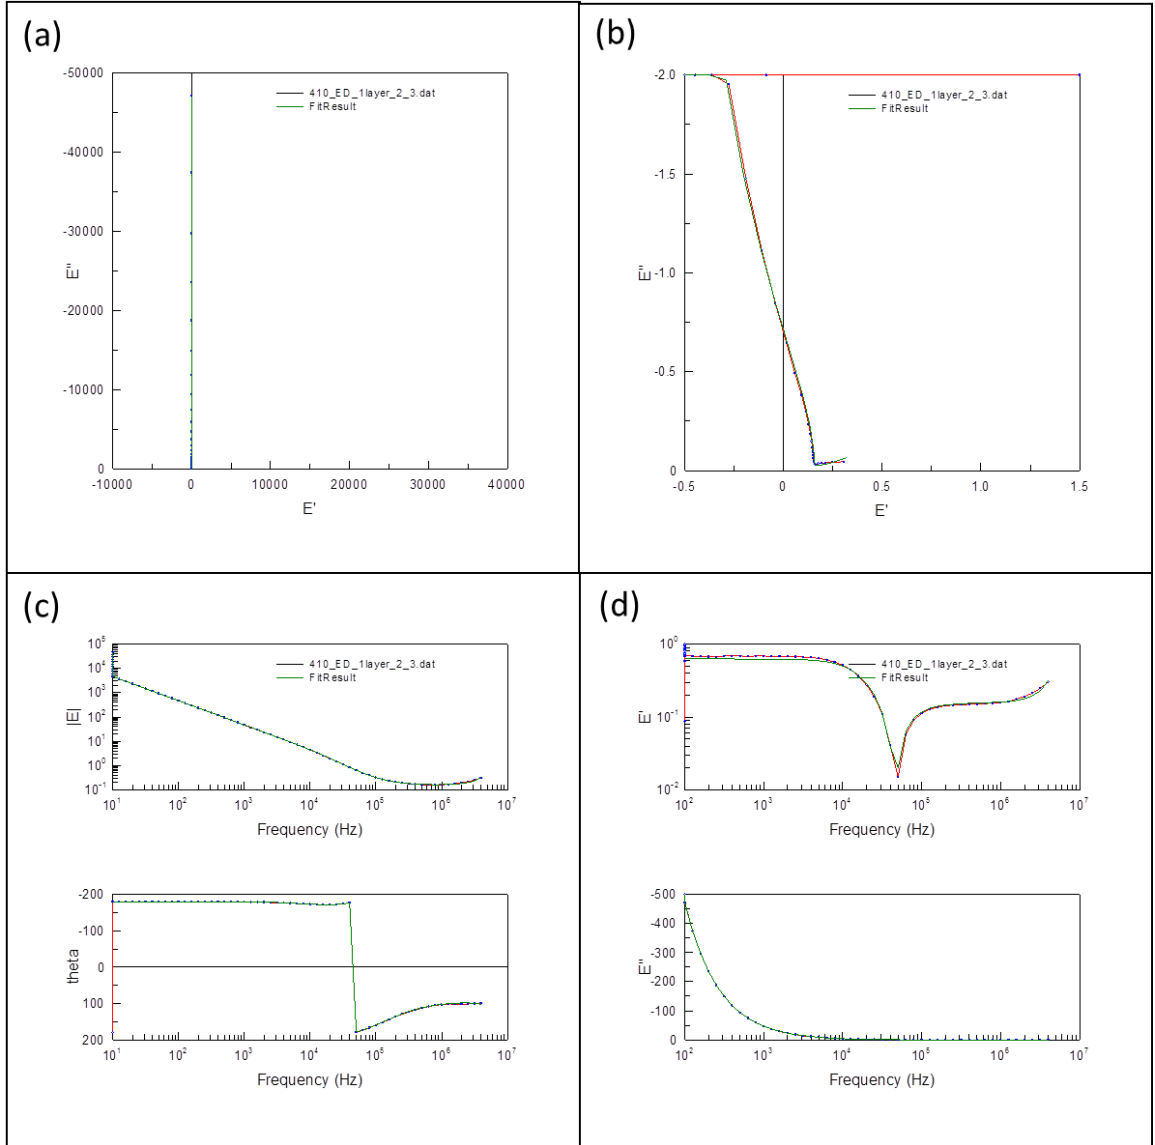 (a)
-50000
410_ED_1layer_2_3.dat
FitResult
-40000
-30000
E''
-20000
-10000
0
-10000 0 10000 20000 30000 40000
E'
(b)
-2.0
410_ED_1layer_2_3.dat
FitResult
-1.5
E''
-1.0
-0.5
0
-0.5 0 0.5 1.0 1.5
E'
(c)
10^5
410_ED_1layer_2_3.dat
10^4
FitResult
10^3
|E|
10^2
10^1
10^0
10^-1
10^1 10^2 10^3 10^4 10^5 10^6 10^7
Frequency (Hz)
-200
-100
theta
0
100
200
10^1 10^2 10^3 10^4 10^5 10^6 10^7
Frequency (Hz)
(d)
10^0
410_ED_1layer_2_3.dat
FitResult
E'
10^-1
10^-2
10^2 10^3 10^4 10^5 10^6 10^7
Frequency (Hz)
-500
-400
-300
E''
-200
-100
0
10^2 10^3 10^4 10^5 10^6 10^7
Frequency (Hz)